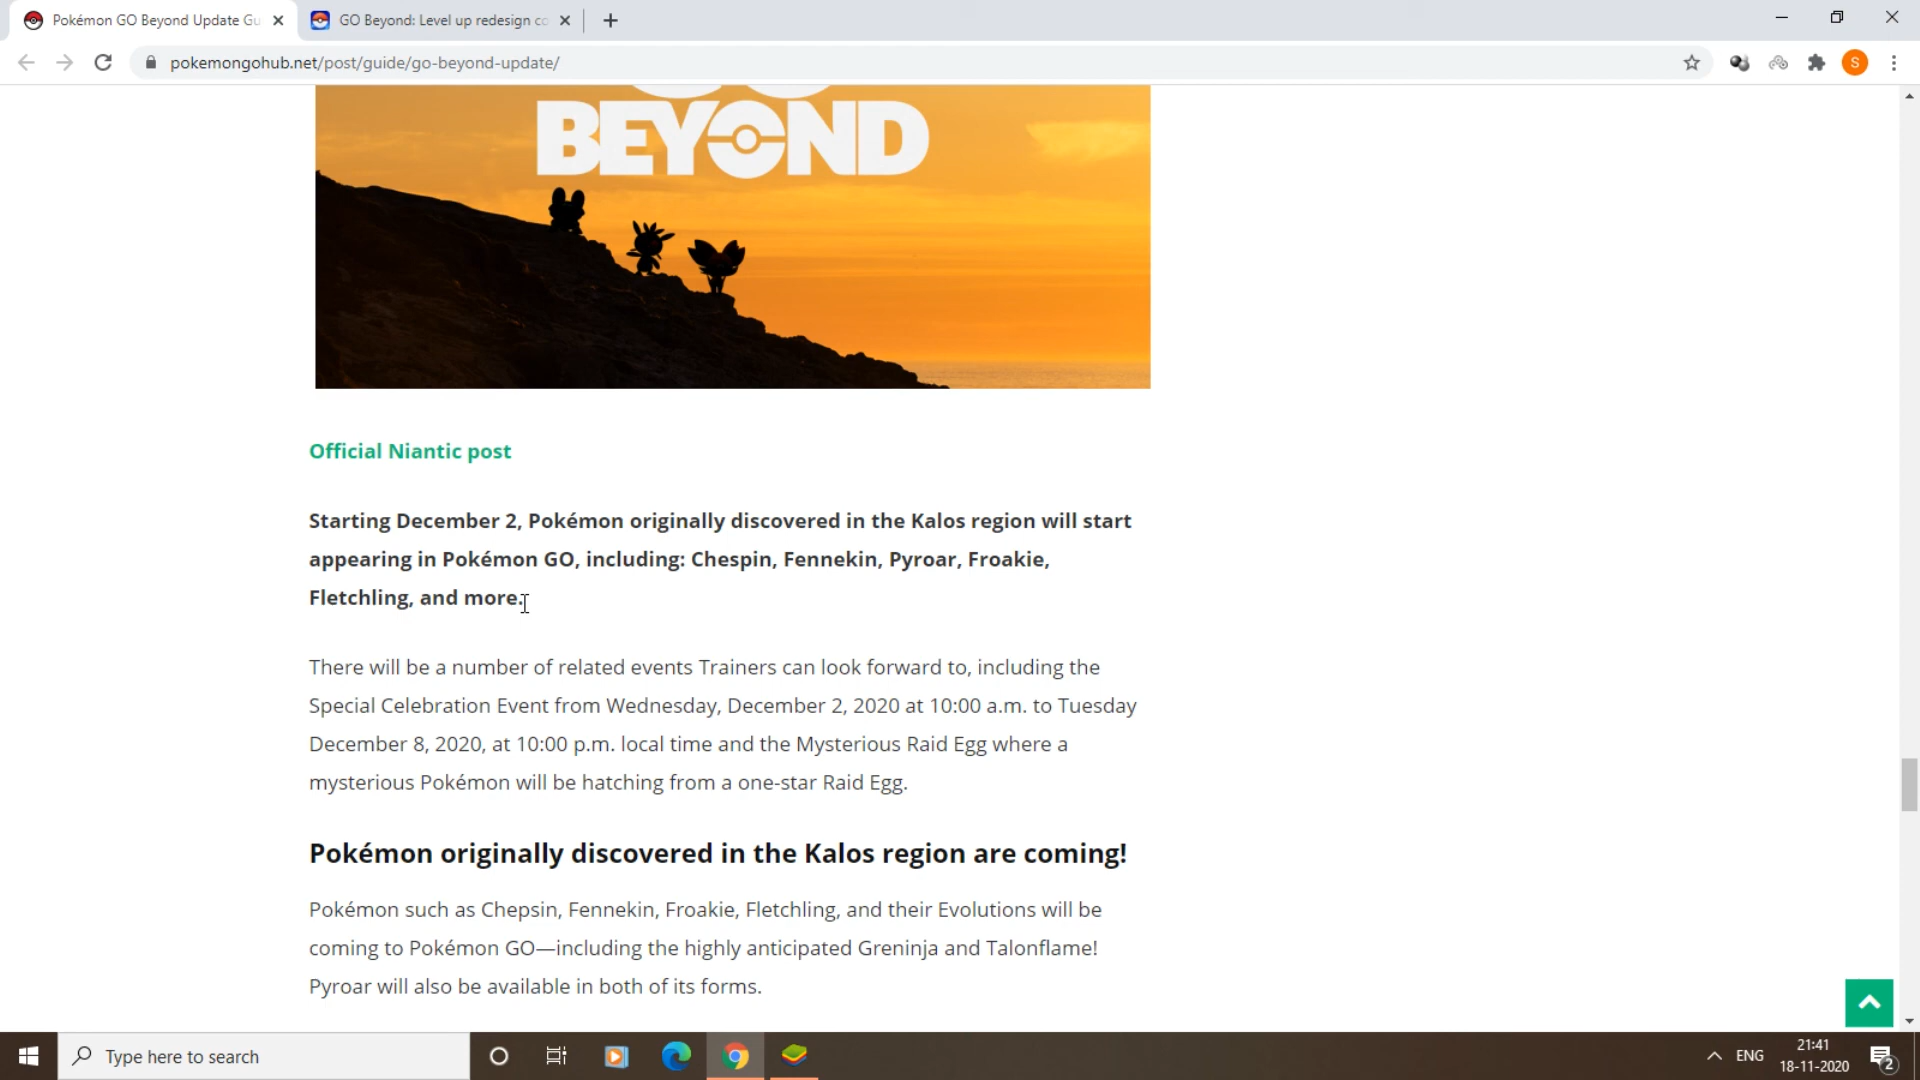 Pokémon GO Beyond Update Gu
GO Beyond: Level up redesign co
pokemongohub.net/post/guide/go-beyond-update/
S
BEYOND
Official Niantic post
Starting December 2, Pokémon originally discovered in the Kalos region will start
appearing in Pokémon GO, including: Chespin, Fennekin, Pyroar, Froakie,
Fletchling, and more.
There will be a number of related events Trainers can look forward to, including the
Special Celebration Event from Wednesday, December 2, 2020 at 10:00 a.m. to Tuesday
December 8, 2020, at 10:00 p.m. local time and the Mysterious Raid Egg where a
mysterious Pokémon will be hatching from a one-star Raid Egg.
Pokémon originally discovered in the Kalos region are coming!
Pokémon such as Chepsin, Fennekin, Froakie, Fletchling, and their Evolutions will be
coming to Pokémon GO—including the highly anticipated Greninja and Talonflame!
Pyroar will also be available in both of its forms.
Type here to search
ENG
21:41
18-11-2020
2